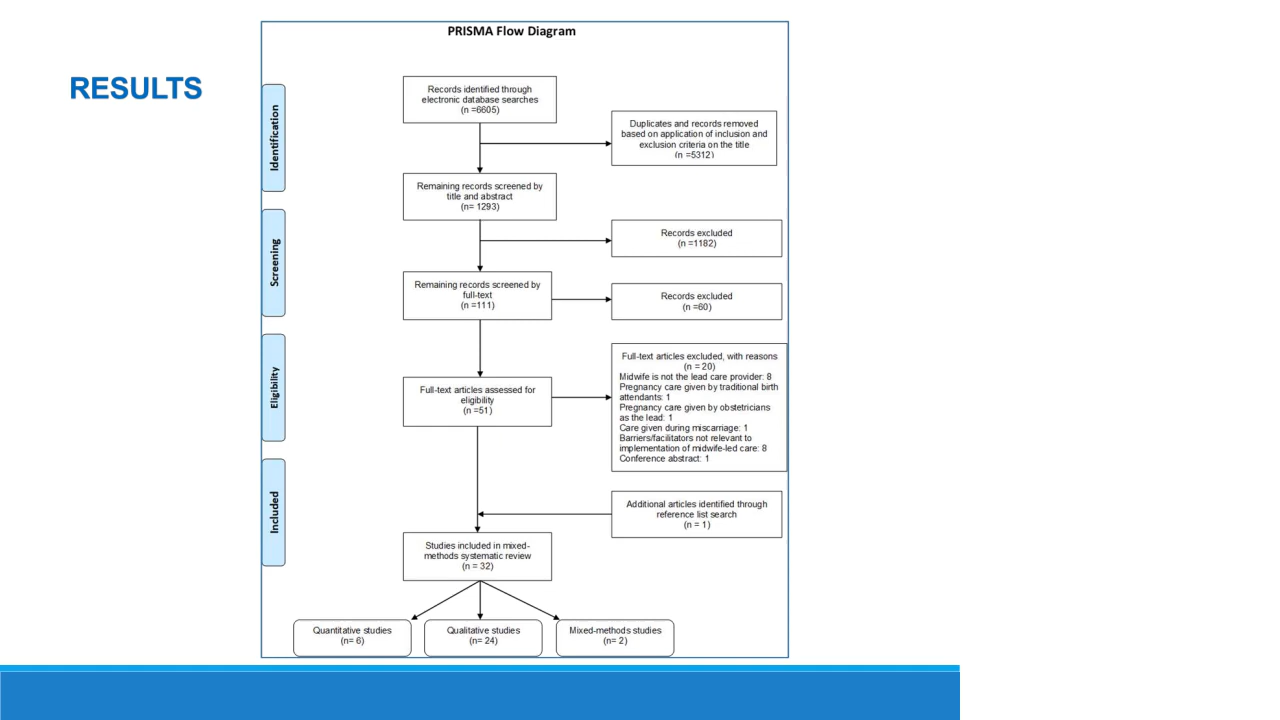 PRISMA Flow Diagram
RESULTS
Identification
Records identified through
electronic database searches
(n =6605)
Duplicates and records removed
based on application of inclusion and
exclusion criteria on the title
(n =5312)
Remaining records screened by
title and abstract
(n= 1293)
Screening
Records excluded
(n =1182)
Remaining records screened by
full-text
(n =111)
Records excluded
(n =60)
Eligibility
Full-text articles assessed for
eligibility
(n =51)
Full-text articles excluded, with reasons
(n = 20)
Midwife is not the lead care provider: 8
Pregnancy care given by traditional birth
attendants: 1
Pregnancy care given by obstetricians
as the lead: 1
Care given during miscarriage: 1
Barriers/facilitators not relevant to
implementation of midwife-led care: 8
Conference abstract: 1
Included
Additional articles identified through
reference list search
(n = 1)
Studies included in mixed-
methods systematic review
(n = 32)
Quantitative studies
(n= 6)
Qualitative studies
(n= 24)
Mixed-methods studies
(n= 2)